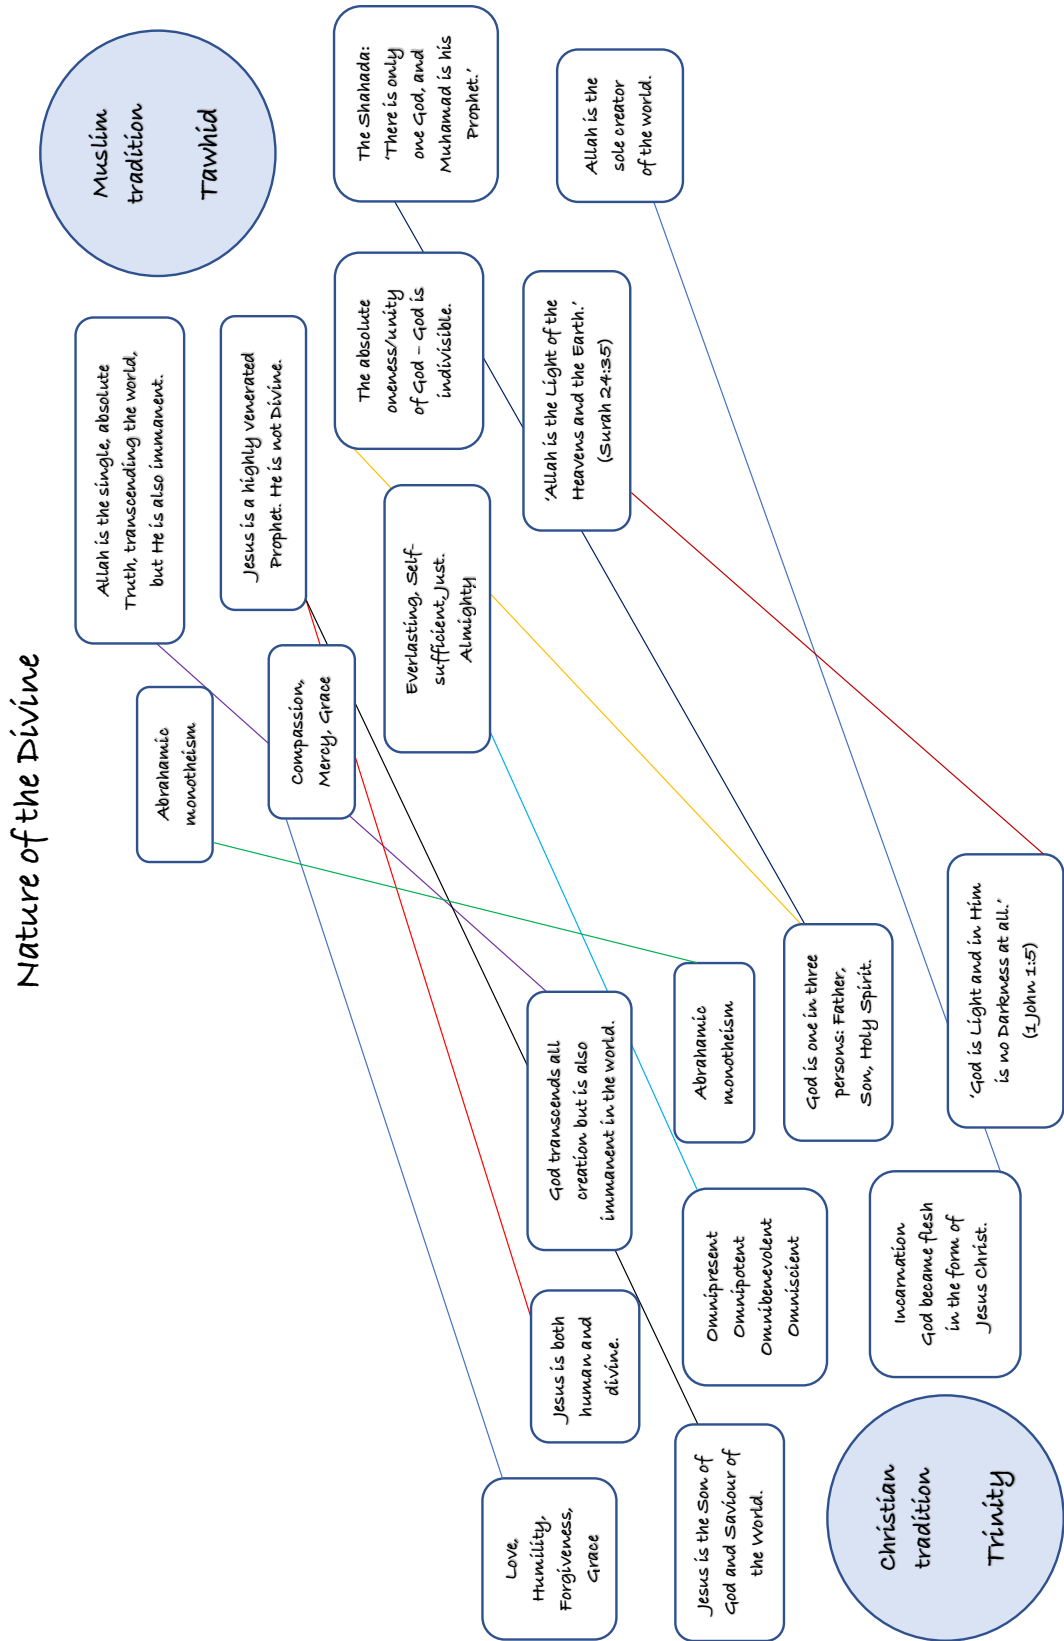 Nature of the Divine
Christian
tradition
Trinity
Muslim
tradition
Tawhid
Love,
Humility,
Forgiveness,
Grace
Jesus is both
human and
divine.
Jesus is the Son of
God and Saviour of
the World.
God transcends all
creation but is also
immanent in the world.
Omnipresent
Omnipotent
Omnibenevolent
Omniscient
Abrahamic
monotheism
God is one in three
persons: Father,
Son, Holy Spirit.
Incarnation
God became flesh
in the form of
Jesus Christ.
'God is Light and in Him
is no Darkness at all.'
(1 John 1:5)
Abrahamic
monotheism
Allah is the single, absolute
Truth, transcending the world,
but He is also immanent.
Compassion,
Mercy, Grace
Jesus is a highly venerated
Prophet. He is not Divine.
Everlasting, Self-
sufficient, Just.
Almighty
The absolute
oneness/unity
of God – God is
indivisible.
The Shahada:
'There is only
one God, and
Muhamad is his
Prophet.'
'Allah is the Light of the
Heavens and the Earth.'
(Surah 24:35)
Allah is the
sole creator
of the world.